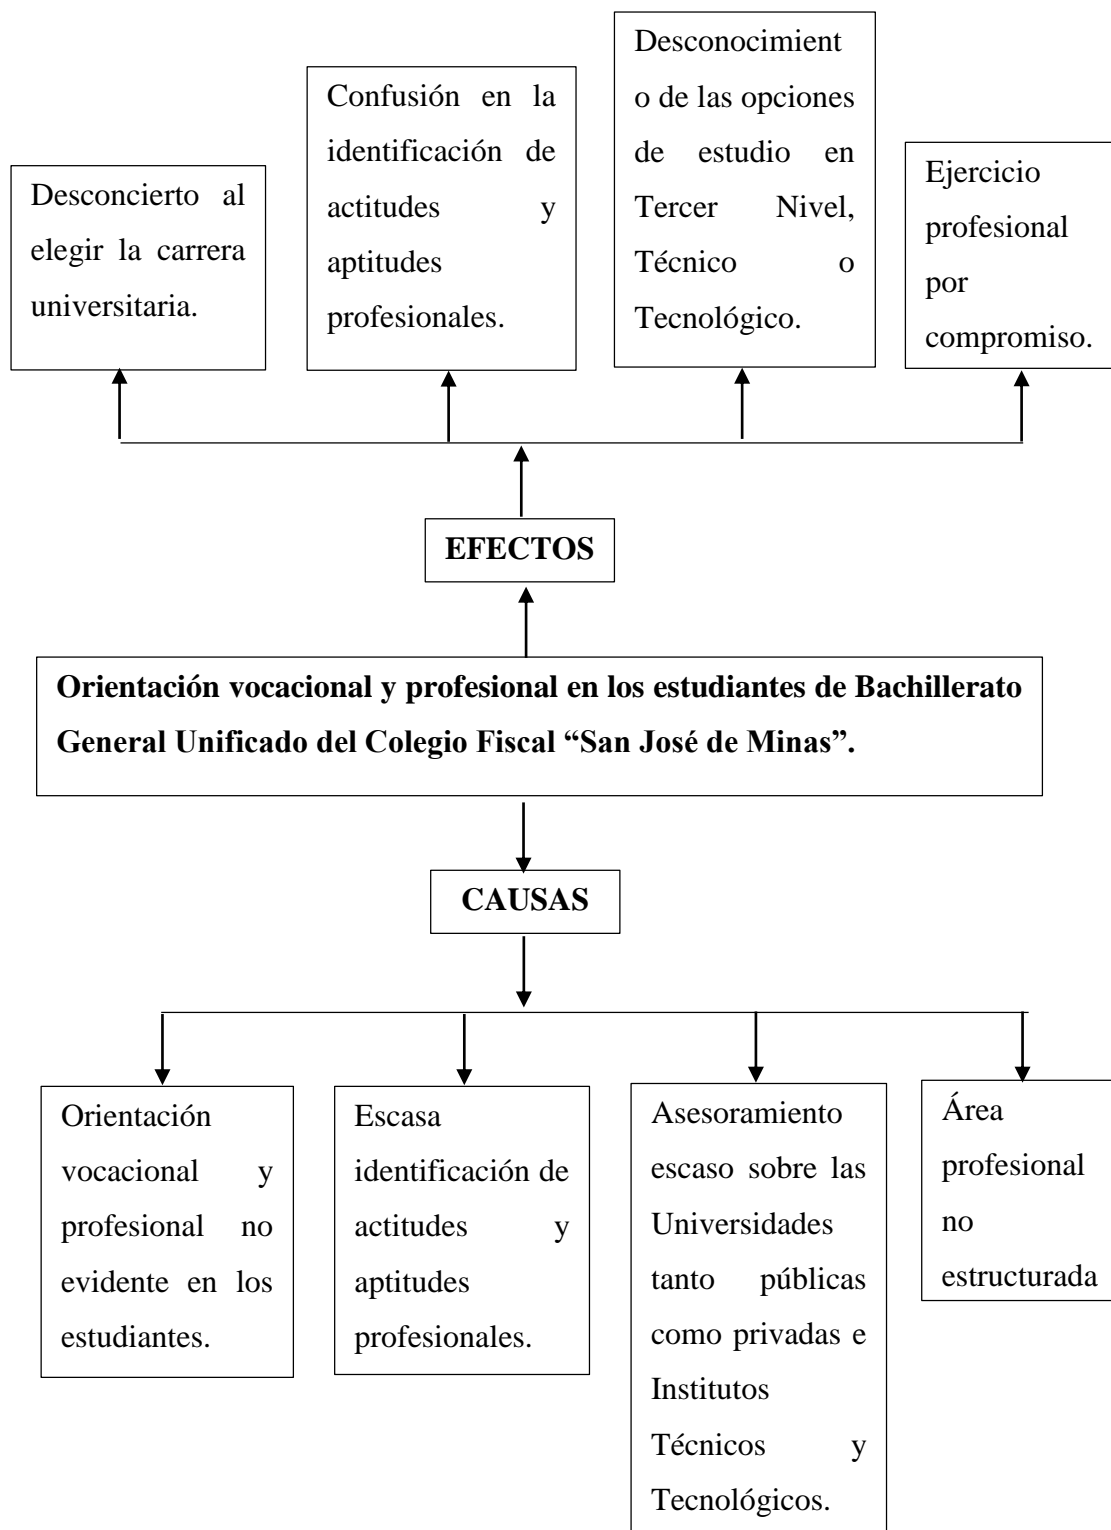 Desconcierto al
elegir la carrera
universitaria.
Confusión en la
identificación de
actitudes y
aptitudes
profesionales.
Desconocimient
o de las opciones
de estudio en
Tercer Nivel,
Técnico o
Tecnológico.
Ejercicio
profesional
por
compromiso.
EFECTOS
Orientación vocacional y profesional en los estudiantes de Bachillerato
General Unificado del Colegio Fiscal “San José de Minas”.
CAUSAS
Orientación
vocacional y
profesional no
evidente en los
estudiantes.
Escasa
identificación de
actitudes y
aptitudes
profesionales.
Asesoramiento
escaso sobre las
Universidades
tanto públicas
como privadas e
Institutos
Técnicos y
Tecnológicos.
Área
profesional
no
estructurada